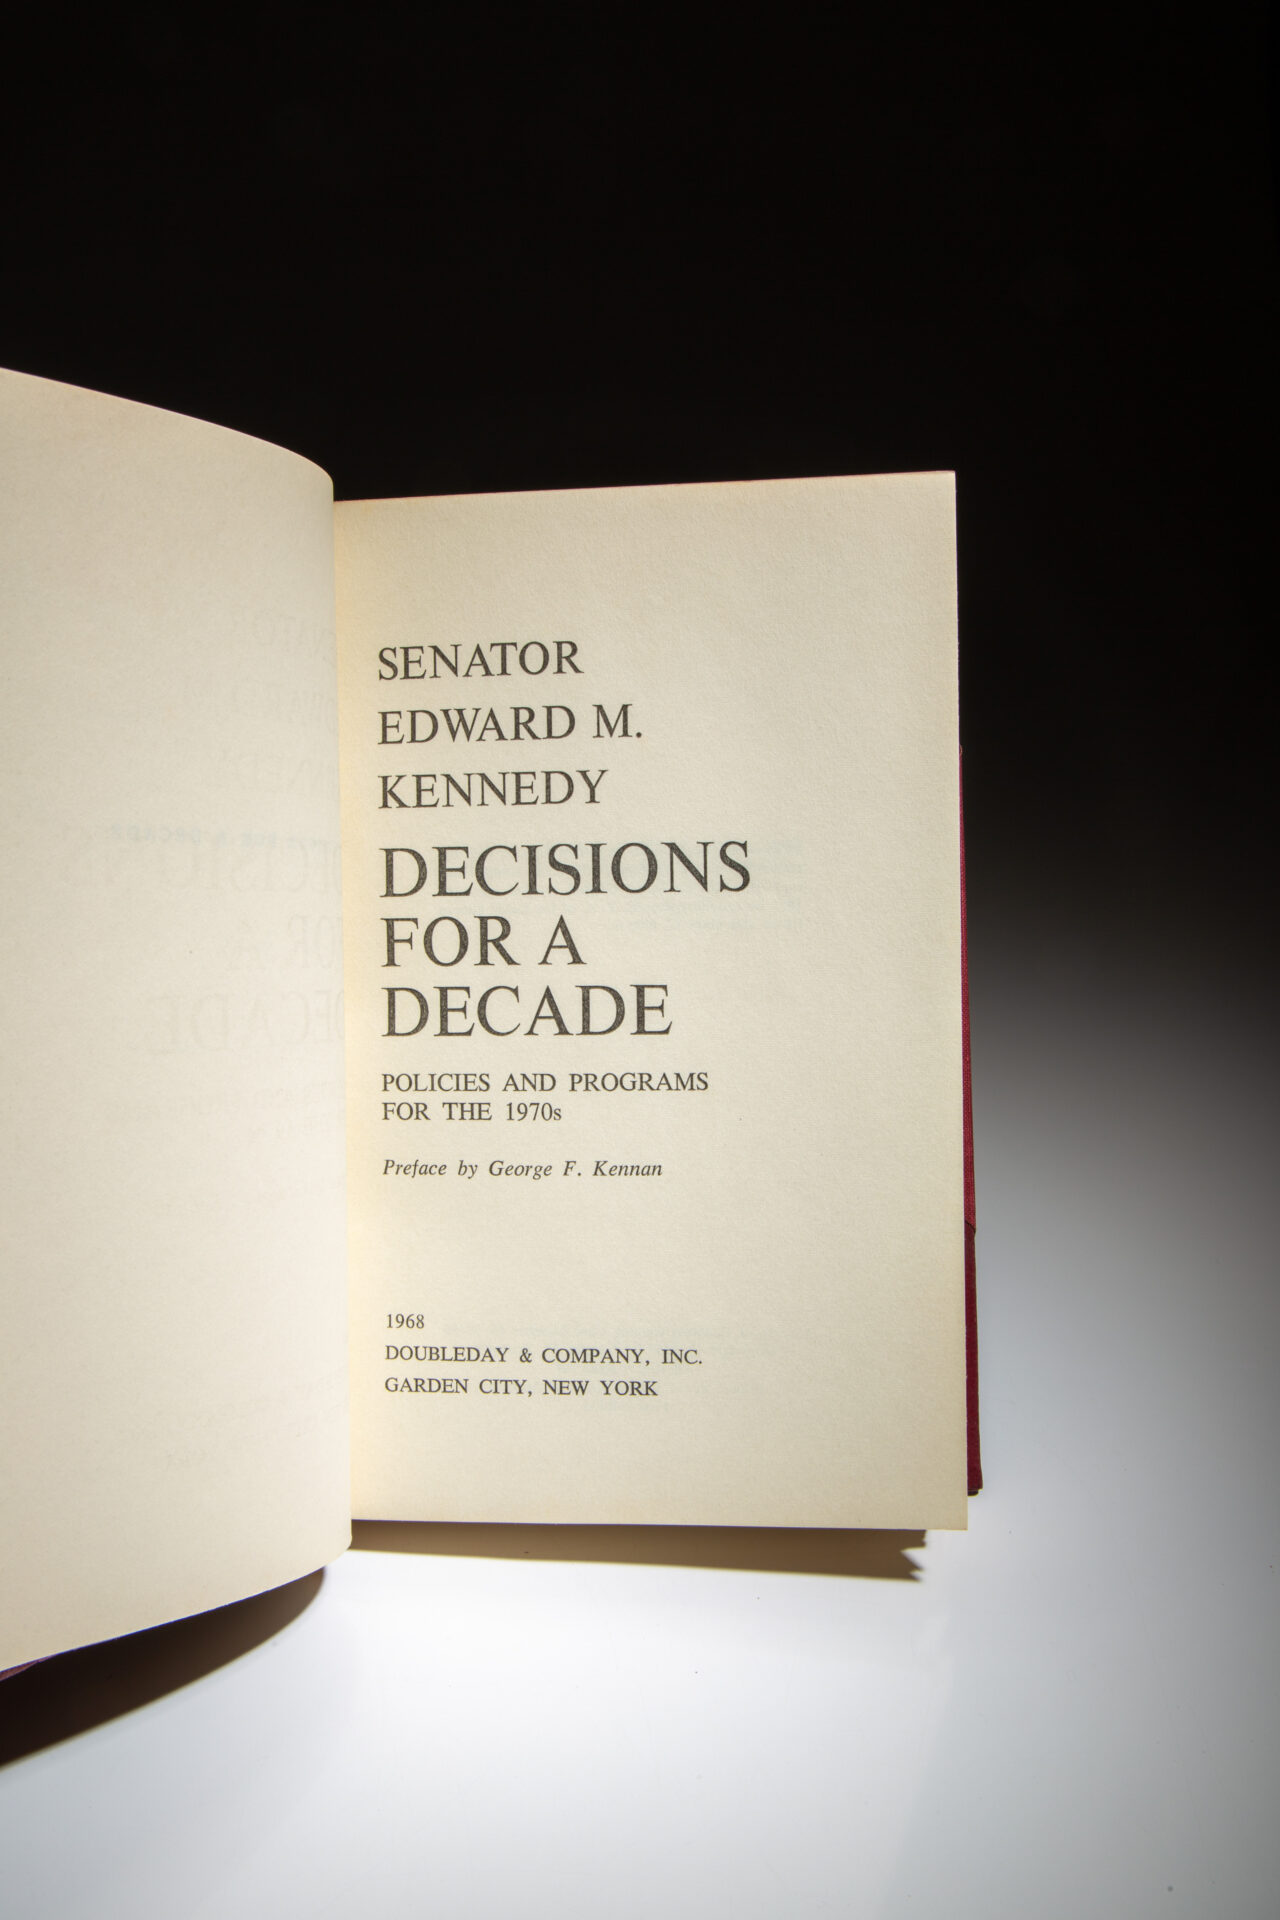 SENATOR
EDWARD M.
KENNEDY
DECISIONS
FOR A
DECADE
POLICIES AND PROGRAMS
FOR THE 1970s
Preface by George F. Kennan
1968
DOUBLEDAY & COMPANY, INC.
GARDEN CITY, NEW YORK